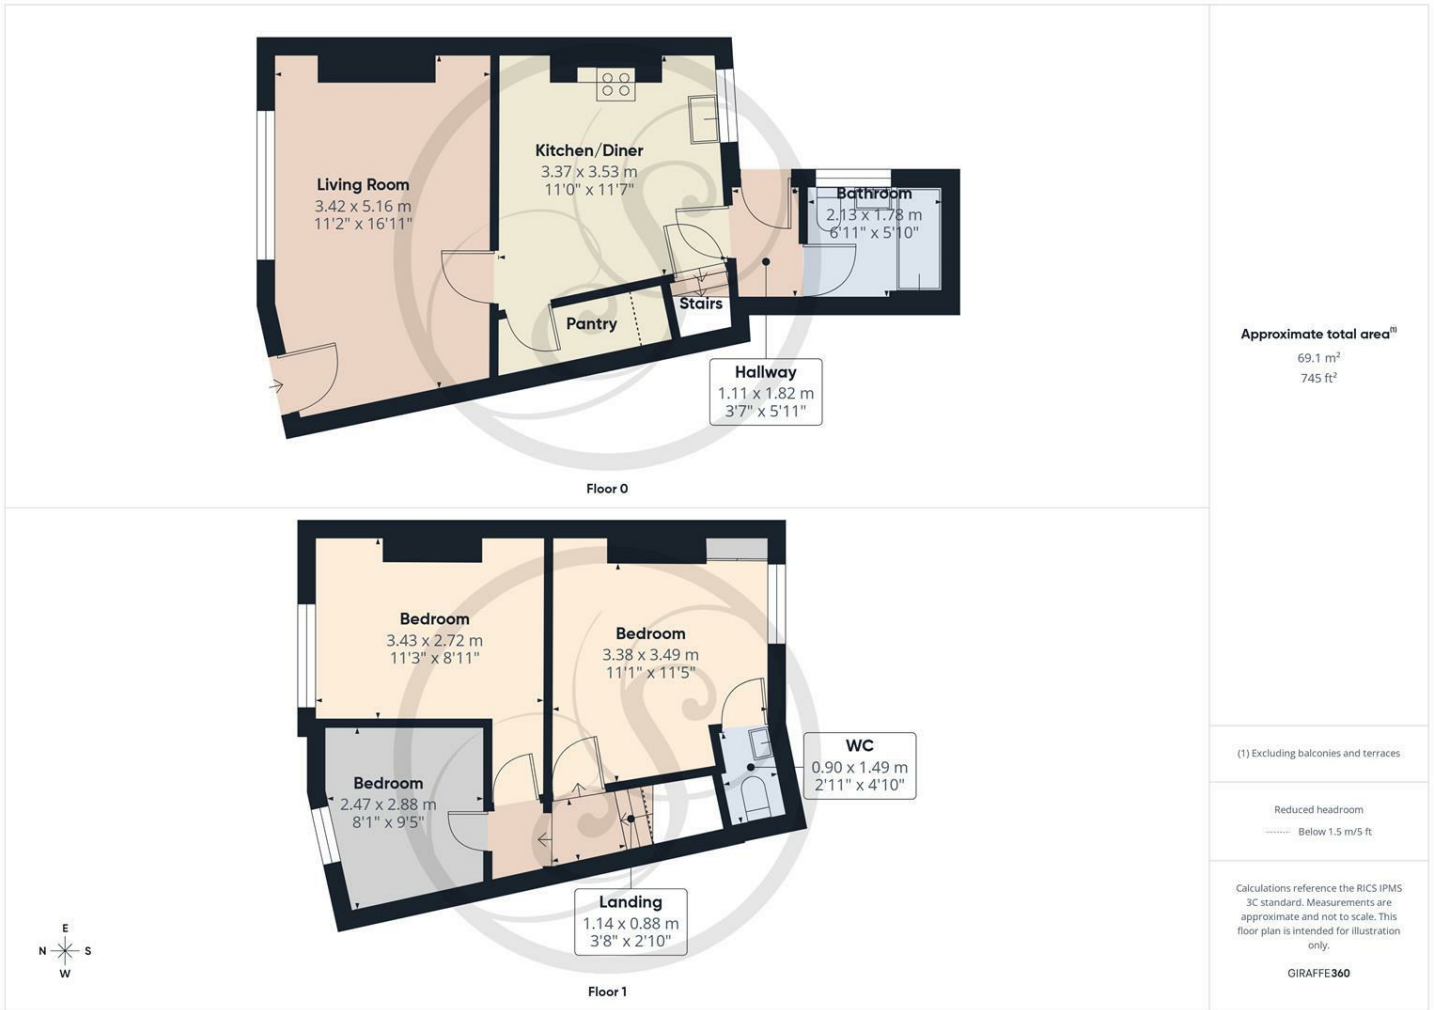 Living Room
3.42 x 5.16 m
11'2" x 16'11"
Kitchen/Diner
3.37 x 3.53 m
11'0" x 11'7"
Bathroom
2.13 x 1.78 m
6'11" x 5'10"
Stairs
Pantry
Hallway
1.11 x 1.82 m
3'7" x 5'11"
Floor 0
Bedroom
3.43 x 2.72 m
11'3" x 8'11"
Bedroom
3.38 x 3.49 m
11'1" x 11'5"
WC
0.90 x 1.49 m
2'11" x 4'10"
Bedroom
2.47 x 2.88 m
8'1" x 9'5"
Landing
1.14 x 0.88 m
3'8" x 2'10"
E
N S
W
Floor 1
Approximate total area(1)
69.1 m²
745 ft²
(1) Excluding balconies and terraces
Reduced headroom
Below 1.5 m/5 ft
Calculations reference the RICS IPMS
3C standard. Measurements are
approximate and not to scale. This
floor plan is intended for illustration
only.
GIRAFFE360